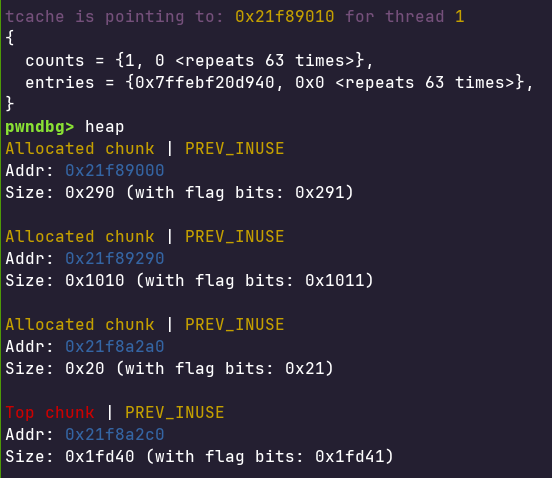 tcache is pointing to: 0x21f89010 for thread 1
{
  counts = {1, 0 <repeats 63 times>},
  entries = {0x7ffebf20d940, 0x0 <repeats 63 times>},
}
pwndbg> heap
Allocated chunk | PREV_INUSE
Addr: 0x21f89000
Size: 0x290 (with flag bits: 0x291)

Allocated chunk | PREV_INUSE
Addr: 0x21f89290
Size: 0x1010 (with flag bits: 0x1011)

Allocated chunk | PREV_INUSE
Addr: 0x21f8a2a0
Size: 0x20 (with flag bits: 0x21)

Top chunk | PREV_INUSE
Addr: 0x21f8a2c0
Size: 0x1fd40 (with flag bits: 0x1fd41)